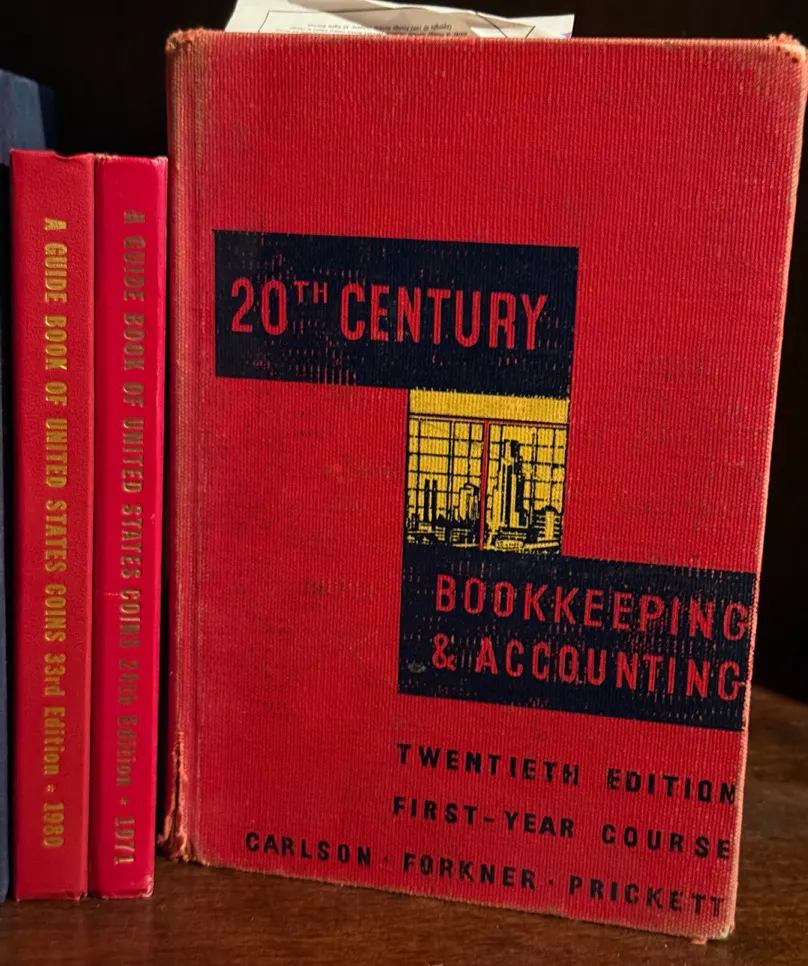 A GUIDE BOOK OF UNITED STATES COINS 33rd Edition • 1980
A GUIDE BOOK OF UNITED STATES COINS 24th Edition • 1971
20TH CENTURY
BOOKKEEPING
& ACCOUNTING
TWENTIETH EDITION
FIRST-YEAR COURSE
CARLSON · FORKNER · PRICKETT